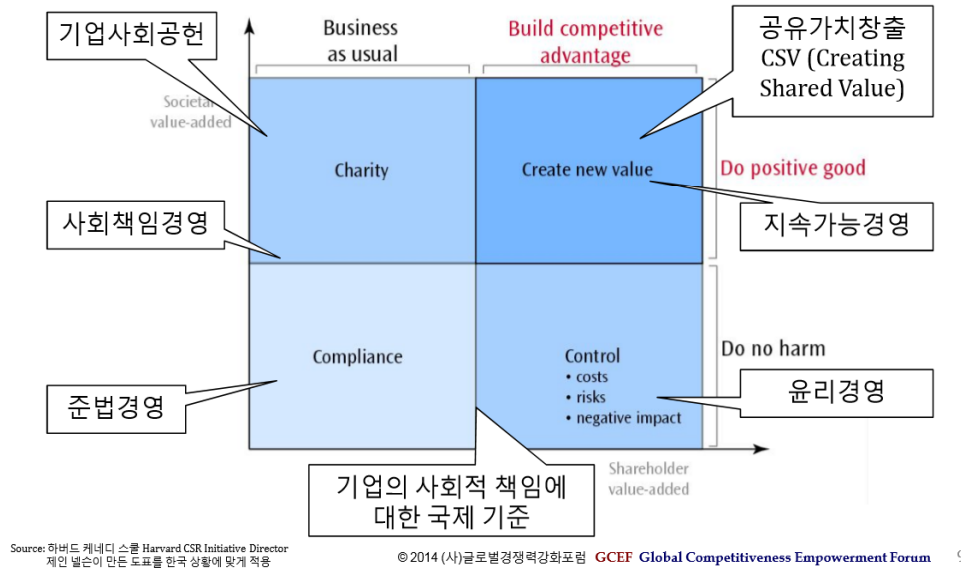 기업사회공헌
Business
as usual
Build competitive
advantage
공유가치창출
CSV (Creating
Shared Value)
Societal
value-added
Charity
Create new value
Do positive good
사회책임경영
지속가능경영
Compliance
Control
• costs
• risks
• negative impact
Do no harm
준법경영
윤리경영
기업의 사회적 책임에
대한 국제 기준
Shareholder
value-added
Source: 하버드 케네디 스쿨 Harvard CSR Initiative Director
제인 넬슨이 만든 도표를 한국 상황에 맞게 적용
© 2014 (사)글로벌경쟁력강화포럼 GCEF Global Competitiveness Empowerment Forum